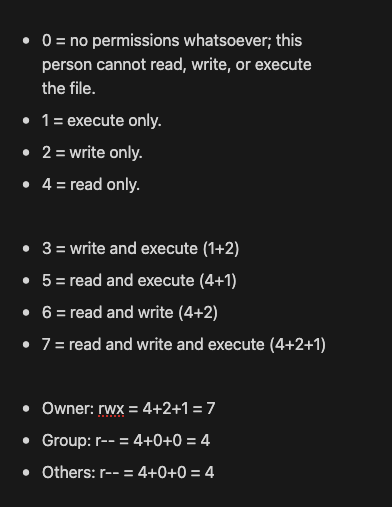 • 0 = no permissions whatsoever; this
person cannot read, write, or execute
the file.
• 1 = execute only.
• 2 = write only.
• 4 = read only.
• 3 = write and execute (1+2)
• 5 = read and execute (4+1)
• 6 = read and write (4+2)
• 7 = read and write and execute (4+2+1)
• Owner: rwx = 4+2+1 = 7
• Group: r-- = 4+0+0 = 4
• Others: r-- = 4+0+0 = 4